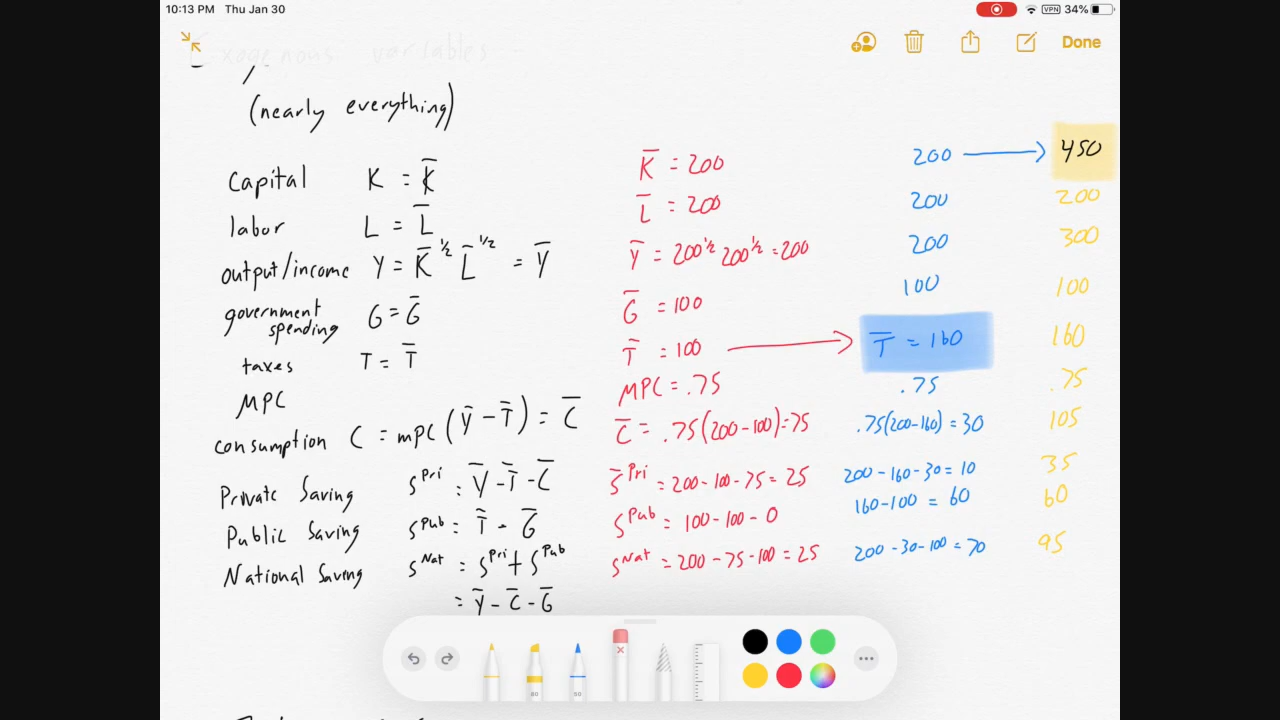 10:13 PM Thu Jan 30 VPN 34%
Exogenous variables
Done
(nearly everything)
Capital K = K̄ K̄ = 200 200 → 450
labor L = L̄ L̄ = 200 200 200
output/income Y = K̄^1/2 L̄^1/2 = Ȳ Ȳ = 200^1/2 200^1/2 = 200 200 300
government spending G = Ḡ Ḡ = 100 100 100
taxes T = T̄ T̄ = 100 → T̄ = 160 160
MPC MPC = .75 .75 .75
consumption C = mpc(Ȳ - T̄) = C̄ C̄ = .75(200-100)=75 .75(200-160) = 30 105
Private Saving S^Pri = Ȳ - T̄ - C̄ S̄^Pri = 200 - 100 - 75 = 25 200 - 160 - 30 = 10 35
Public Saving S^Pub = T̄ - Ḡ S^Pub = 100 - 100 - 0 160 - 100 = 60 60
National Saving S^Nat = S^Pri + S^Pub S^Nat = 200 - 75 - 100 = 25 200 - 30 - 100 = 70 95
= Ȳ - C̄ - Ḡ
80 50